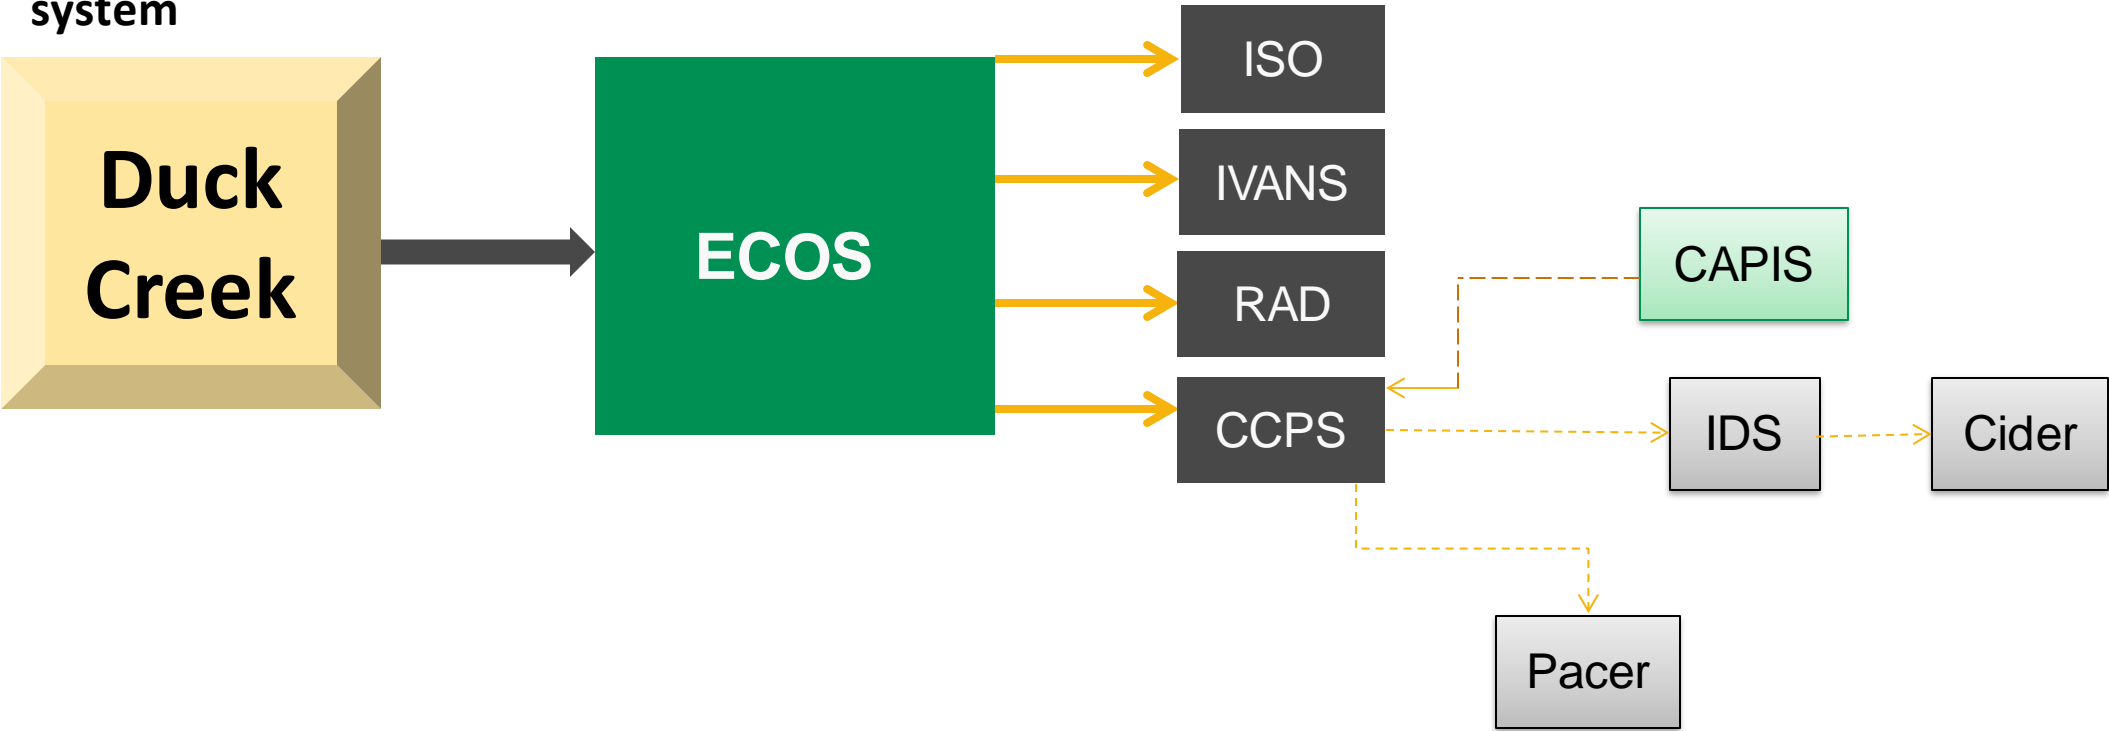 system
Duck
Creek
ECOS
ISO
IVANS
RAD
CCPS
CAPIS
IDS
Cider
Pacer